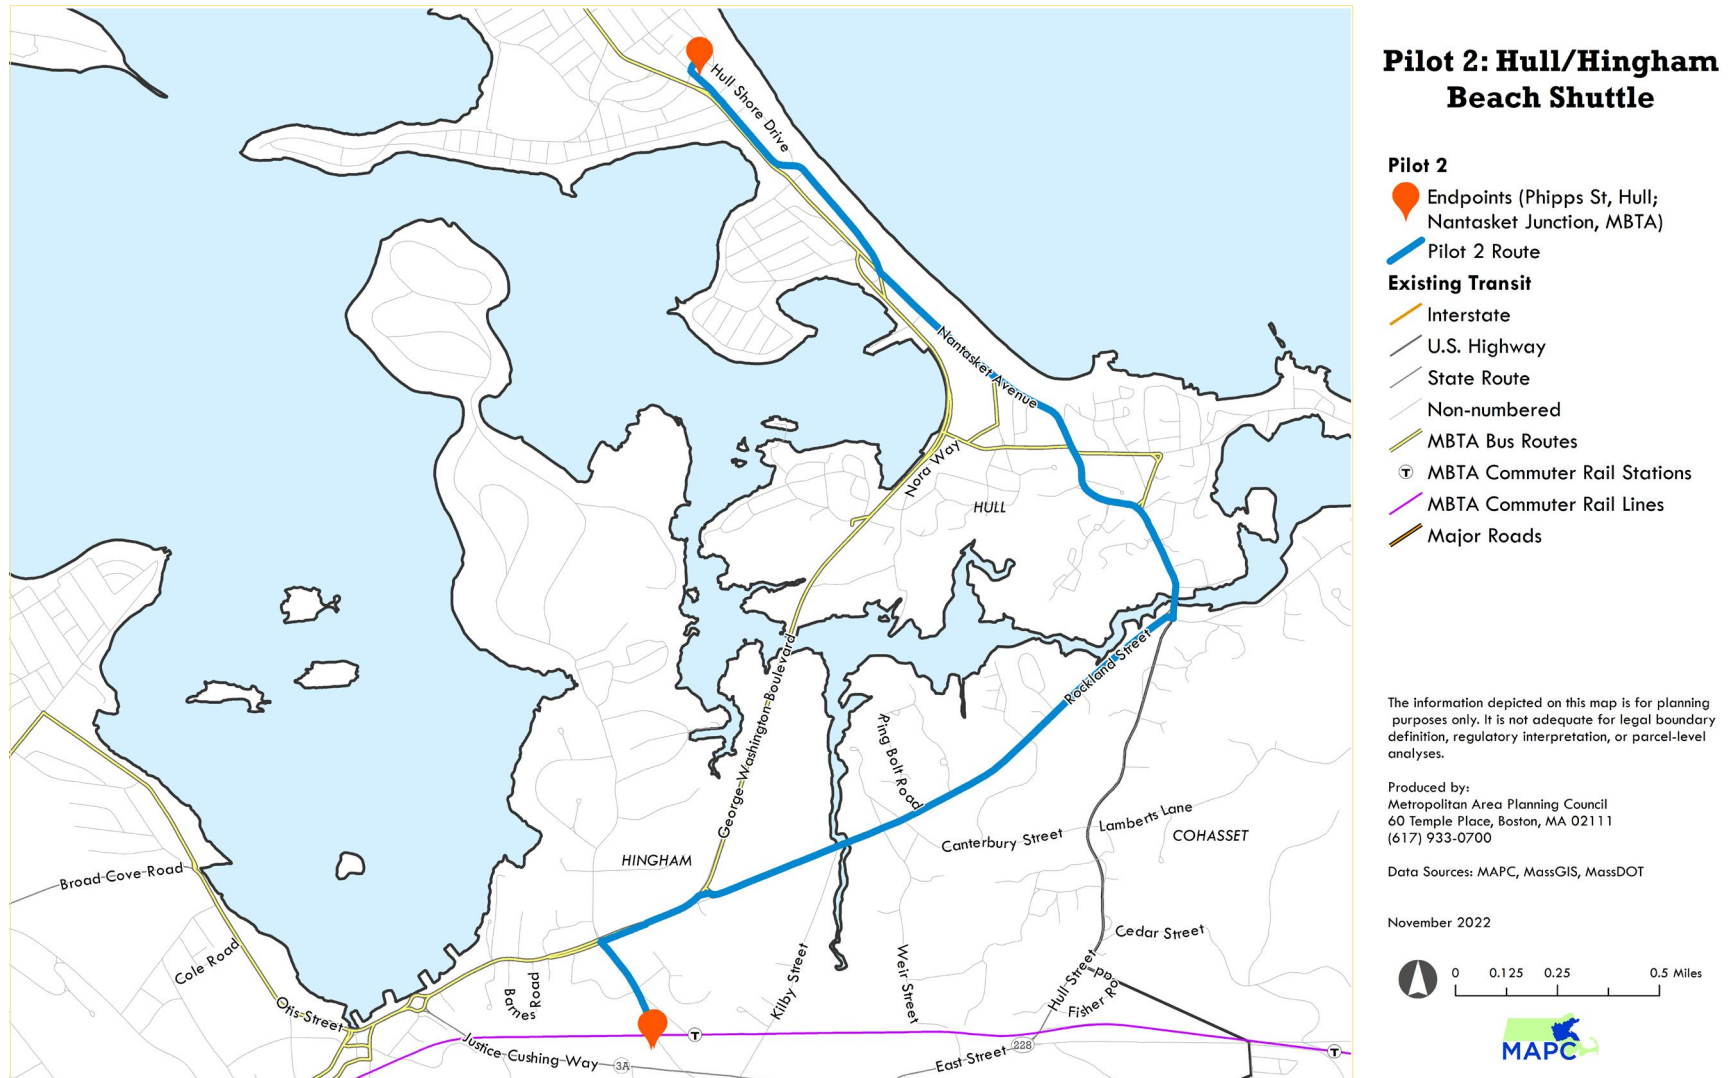 Pilot 2: Hull/Hingham
Beach Shuttle
Pilot 2
Endpoints (Phipps St, Hull;
Nantasket Junction, MBTA)
Pilot 2 Route
Existing Transit
Interstate
U.S. Highway
State Route
Non-numbered
MBTA Bus Routes
T MBTA Commuter Rail Stations
MBTA Commuter Rail Lines
Major Roads
The information depicted on this map is for planning
purposes only. It is not adequate for legal boundary
definition, regulatory interpretation, or parcel-level
analyses.
Produced by:
Metropolitan Area Planning Council
60 Temple Place, Boston, MA 02111
(617) 933-0700
Data Sources: MAPC, MassGIS, MassDOT
November 2022
0 0.125 0.25 0.5 Miles
MAPC
Hull Shore Drive
Nantasket Avenue
Nora Way
HULL
Rockland Street
George Washington Boulevard
Ring Bolt Road
Lamberts Lane
Canterbury Street
COHASSET
HINGHAM
Broad Cove Road
Cedar Street
Cole Road
Barnes
Road
Kilby Street
Weir Street
Hull Street
Fisher Road
Otis Street
T
Justice Cushing Way
3A
East Street
228
T